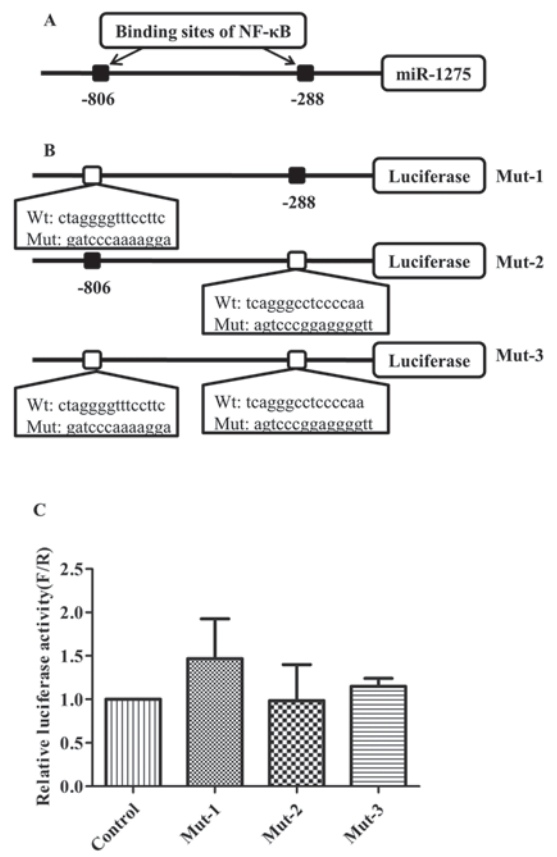 A
Binding sites of NF-κB
miR-1275
-806
-288
B
Luciferase
Mut-1
-288
Wt: ctaggggtttccttc
Mut: gatcccaaaagga
Luciferase
Mut-2
-806
Wt: tcagggcctccccaa
Mut: agtcccggaggggtt
Luciferase
Mut-3
Wt: ctaggggtttccttc
Mut: gatcccaaaagga
Wt: tcagggcctccccaa
Mut: agtcccggaggggtt
C
Relative luciferase activity(F/R)
2.5
2.0
1.5
1.0
0.5
0.0
Control
Mut-1
Mut-2
Mut-3